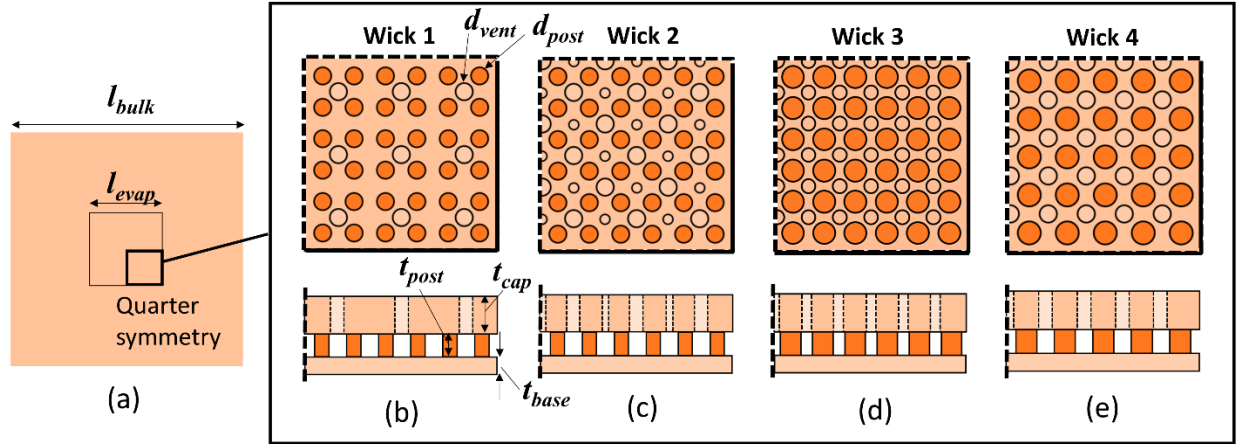 l_bulk
l_evap
Quarter
symmetry
(a)
Wick 1
Wick 2
Wick 3
Wick 4
d_vent
d_post
t_post
t_cap
t_base
(b)
(c)
(d)
(e)